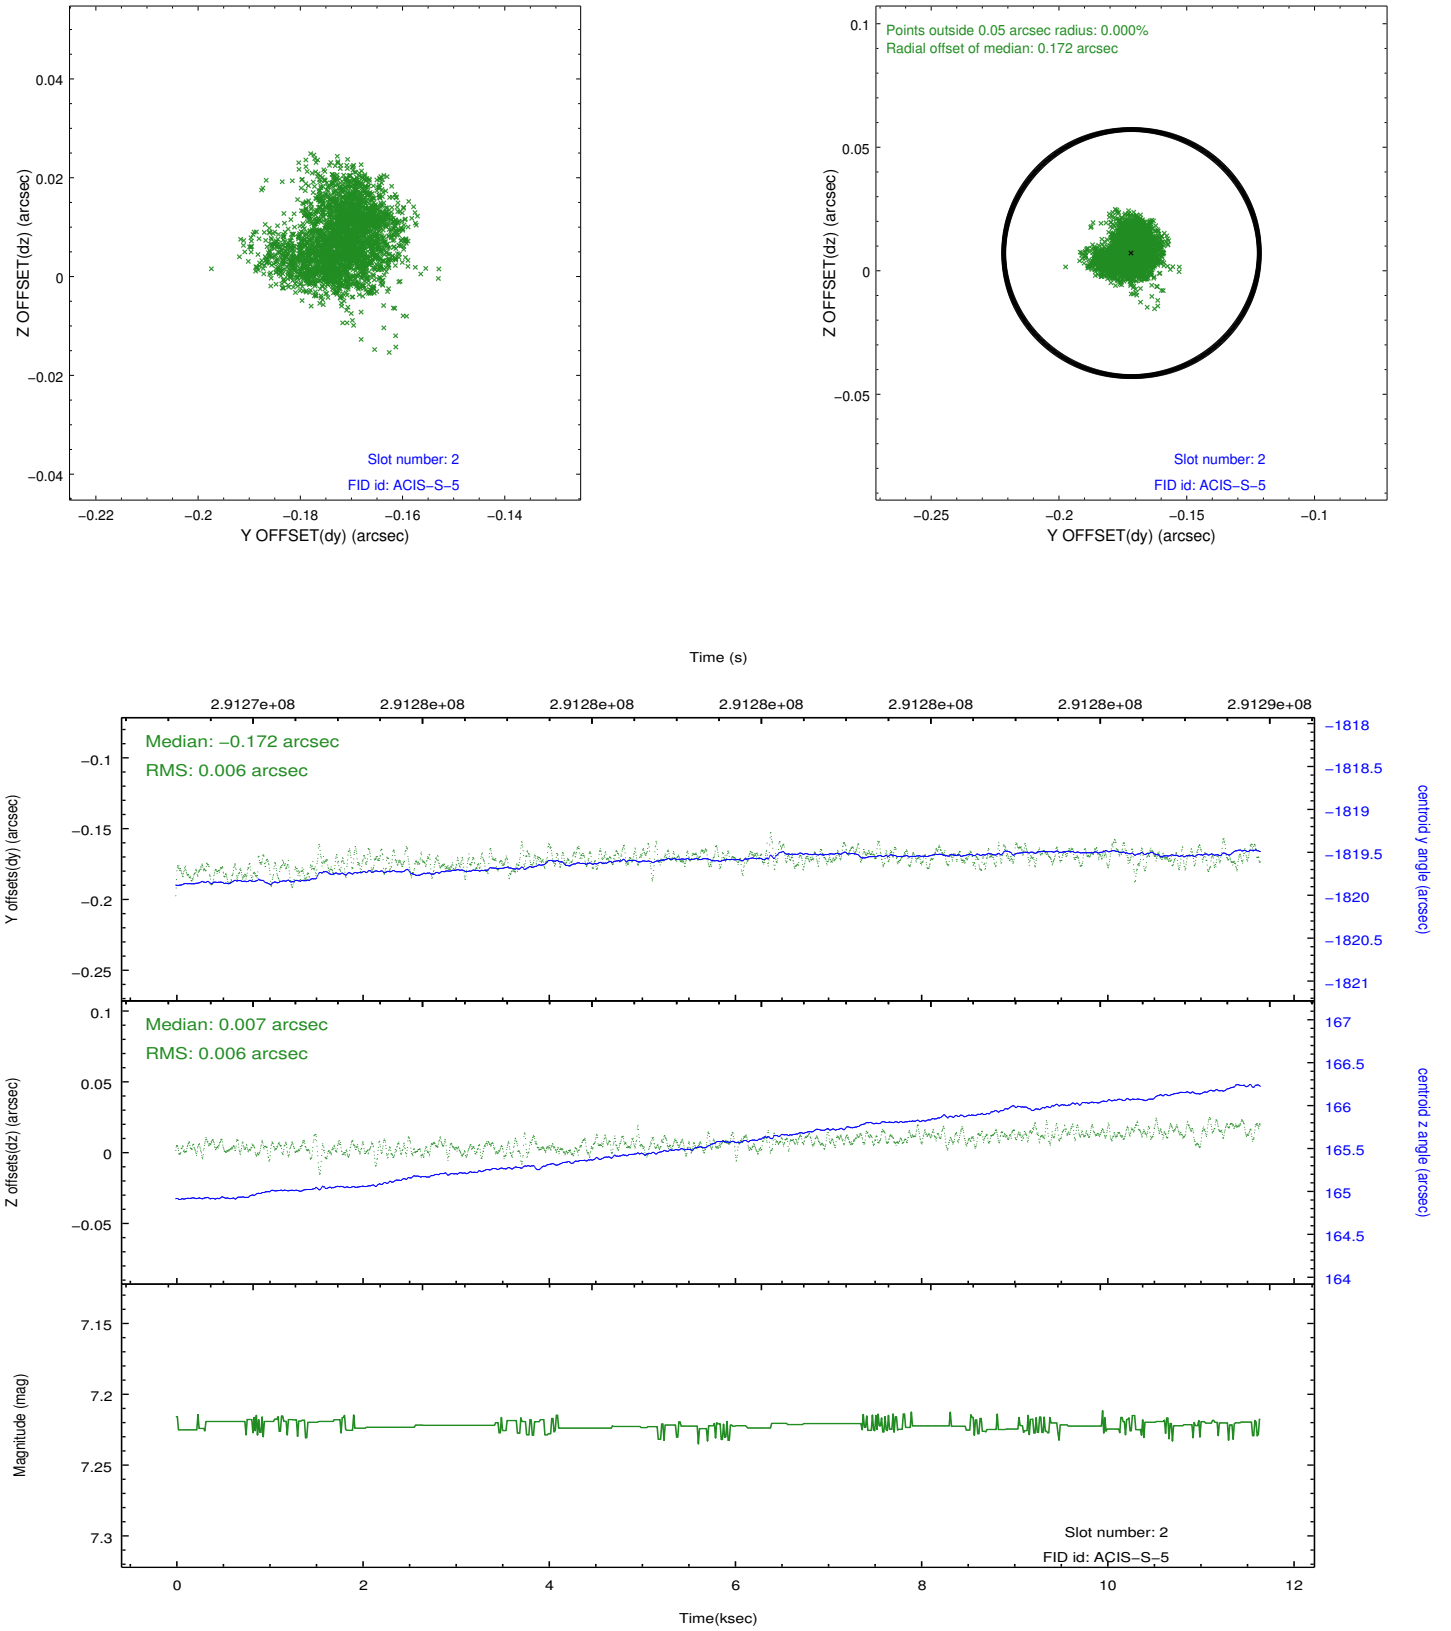 0.04
0.02
0
−0.02
−0.04
Z OFFSET(dz) (arcsec)
Slot number: 2
FID id: ACIS−S−5
−0.22 −0.2 −0.18 −0.16 −0.14
Y OFFSET(dy) (arcsec)
Points outside 0.05 arcsec radius: 0.000%
Radial offset of median: 0.172 arcsec
0.1
0.05
0
−0.05
Z OFFSET(dz) (arcsec)
Slot number: 2
FID id: ACIS−S−5
−0.25 −0.2 −0.15 −0.1
Y OFFSET(dy) (arcsec)
Time (s)
2.9127e+08 2.9128e+08 2.9128e+08 2.9128e+08 2.9128e+08 2.9128e+08 2.9129e+08
Median: −0.172 arcsec
RMS: 0.006 arcsec
−0.1
−0.15
−0.2
−0.25
Y offsets(dy) (arcsec)
−1818
−1818.5
−1819
−1819.5
−1820
−1820.5
−1821
centroid y angle (arcsec)
Median: 0.007 arcsec
RMS: 0.006 arcsec
0.1
0.05
0
−0.05
Z offsets(dz) (arcsec)
167
166.5
166
165.5
165
164.5
164
centroid z angle (arcsec)
7.15
7.2
7.25
7.3
Magnitude (mag)
Slot number: 2
FID id: ACIS−S−5
0 2 4 6 8 10 12
Time(ksec)